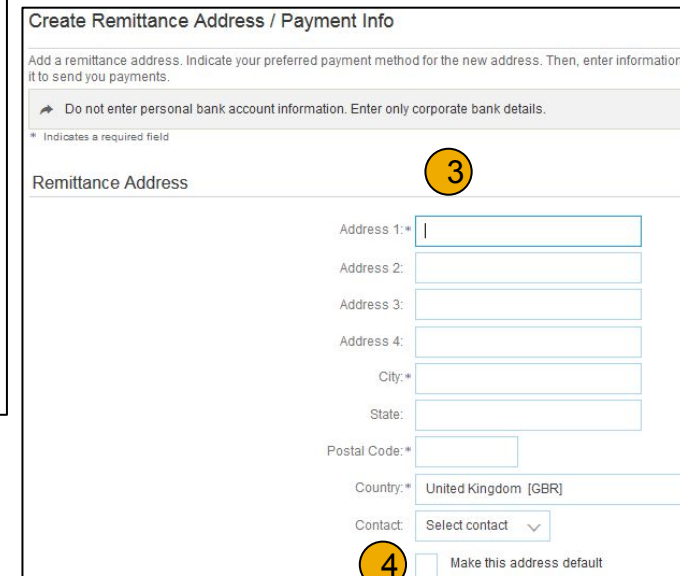 Create Remittance Address / Payment Info
Add a remittance address. Indicate your preferred payment method for the new address. Then, enter information
it to send you payments.
Do not enter personal bank account information. Enter only corporate bank details.
* Indicates a required field
3
Remittance Address
Address 1:*
Address 2:
Address 3:
Address 4:
City:*
State:
Postal Code:*
Country:* United Kingdom [GBR]
Contact: Select contact
4 Make this address default